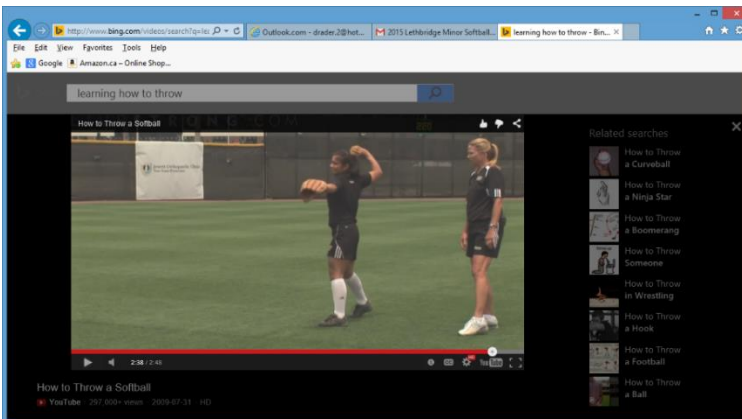 http://www.bing.com/videos/search?q=lea
Outlook.com - drader.2@hot...
2015 Lethbridge Minor Softball...
learning how to throw - Bin...
File Edit View Favorites Tools Help
Google Amazon.ca – Online Shop...
learning how to throw
How to Throw a Softball
2:38 / 2:48
YouTube
How to Throw a Softball
YouTube 297,000+ views 2009-07-31 HD
Related searches
How to Throw
a Curveball
How to Throw
a Ninja Star
How to Throw
a Boomerang
How to Throw
Someone
How to Throw
in Wrestling
How to Throw
a Hook
How to Throw
a Football
How to Throw
a Ball